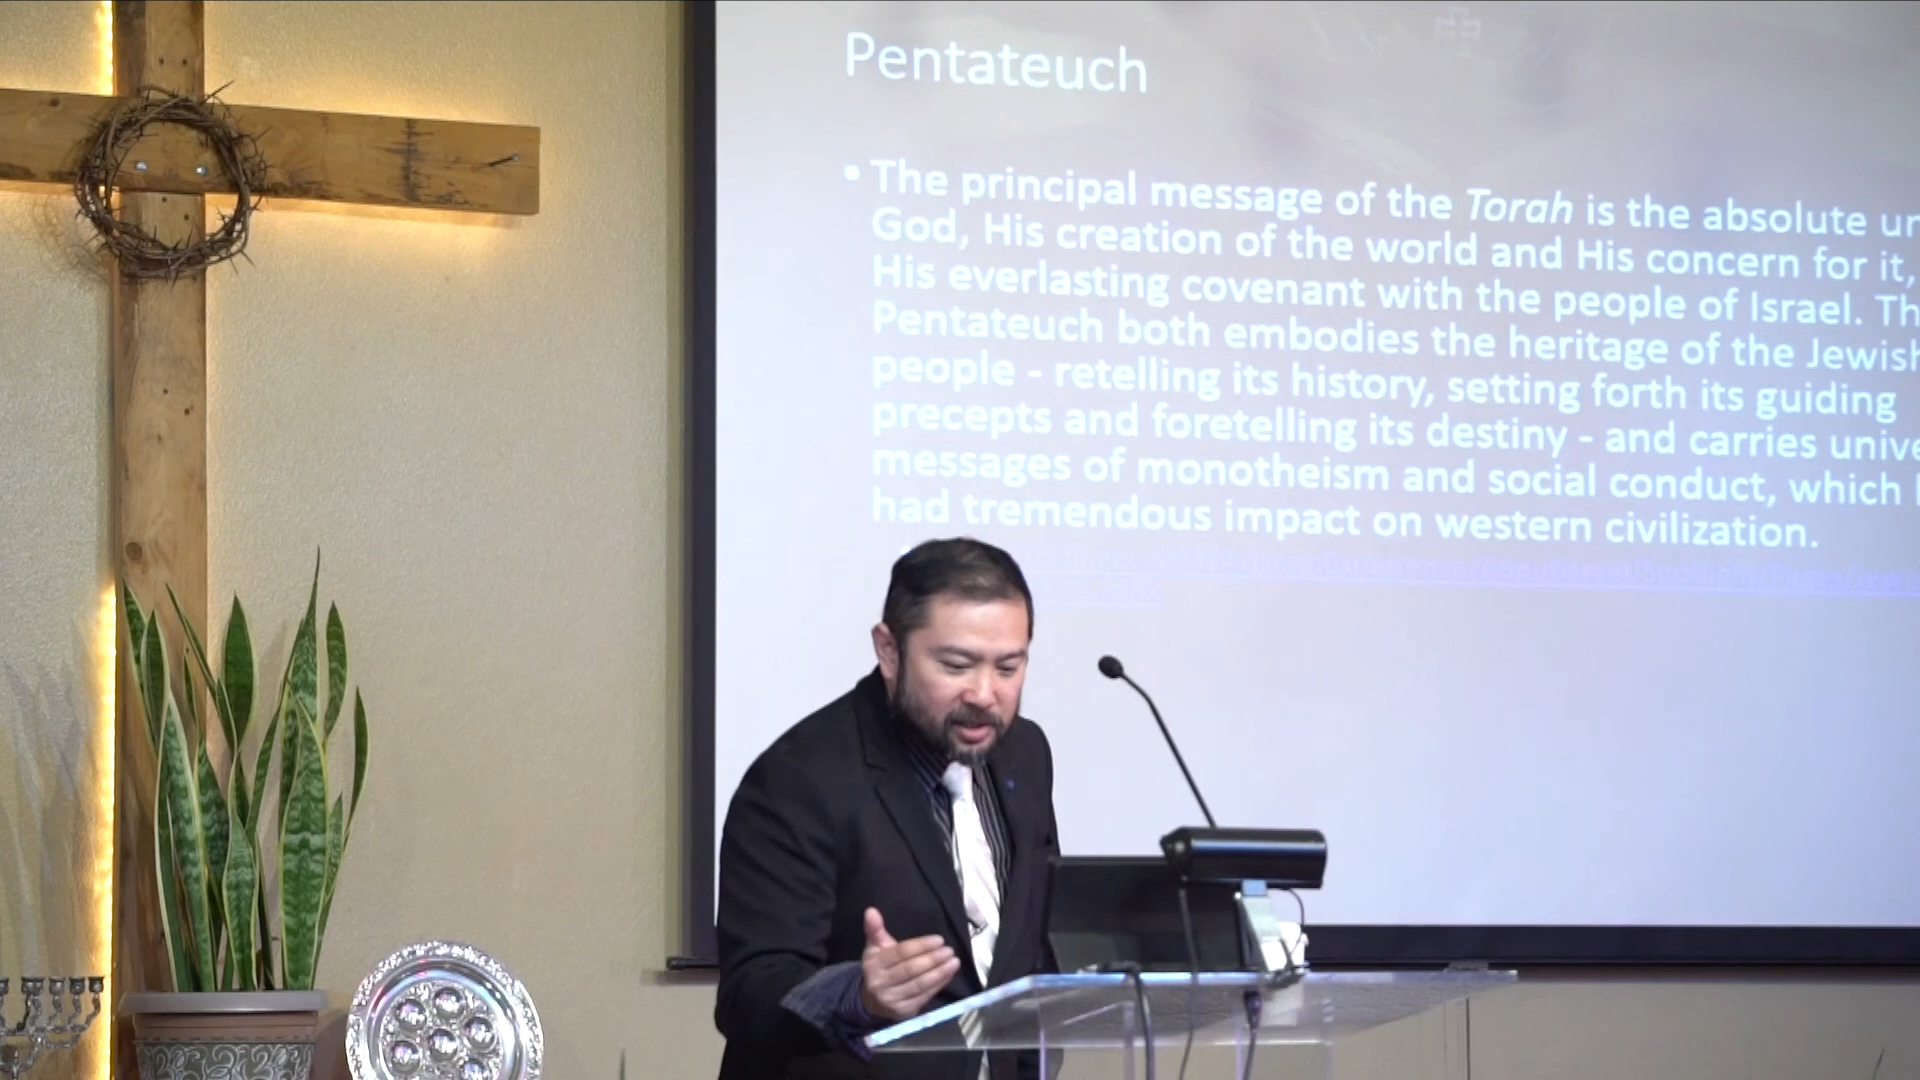 Pentateuch
• The principal message of the Torah is the absolute
God, His creation of the world and His concern for it,
His everlasting covenant with the people of Israel.
Pentateuch both embodies the heritage of the Jewish
people - retelling its history, setting forth its guiding
precepts and foretelling its destiny - and carries
messages of monotheism and social conduct, which
had tremendous impact on western civilization.